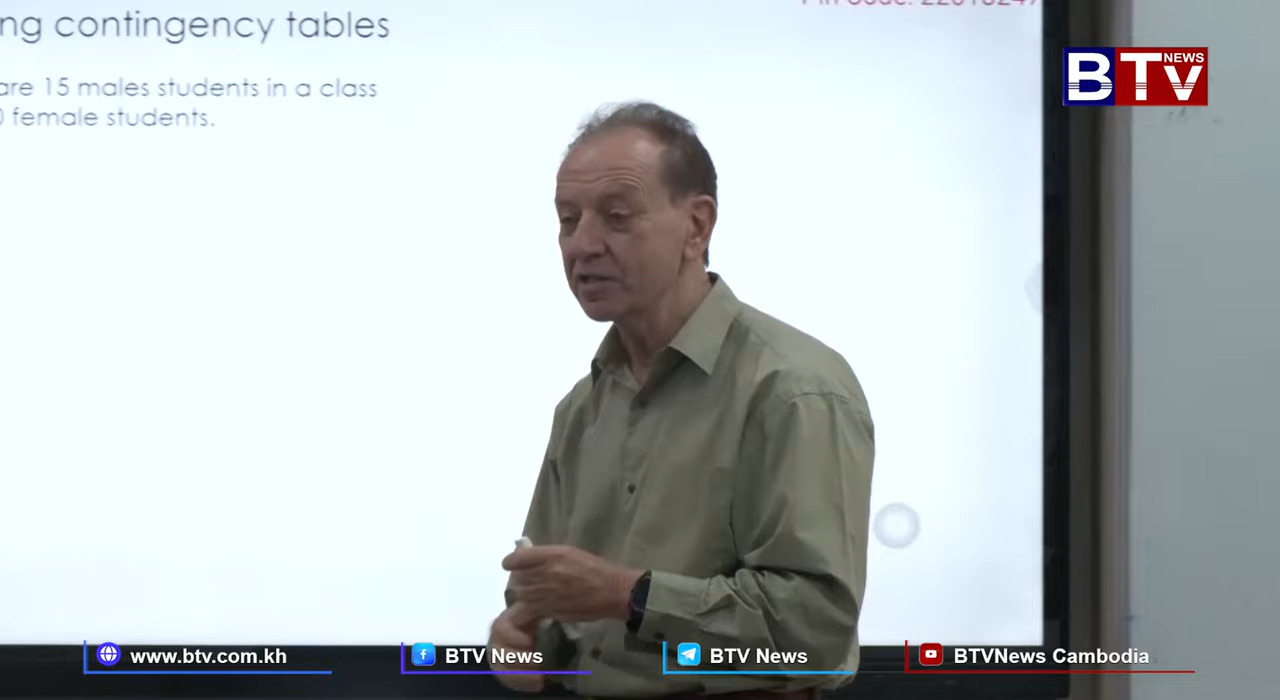 ng contingency tables
are 15 males students in a class
0 female students.
BTV NEWS
www.btv.com.kh
BTV News
BTV News
BTVNews Cambodia